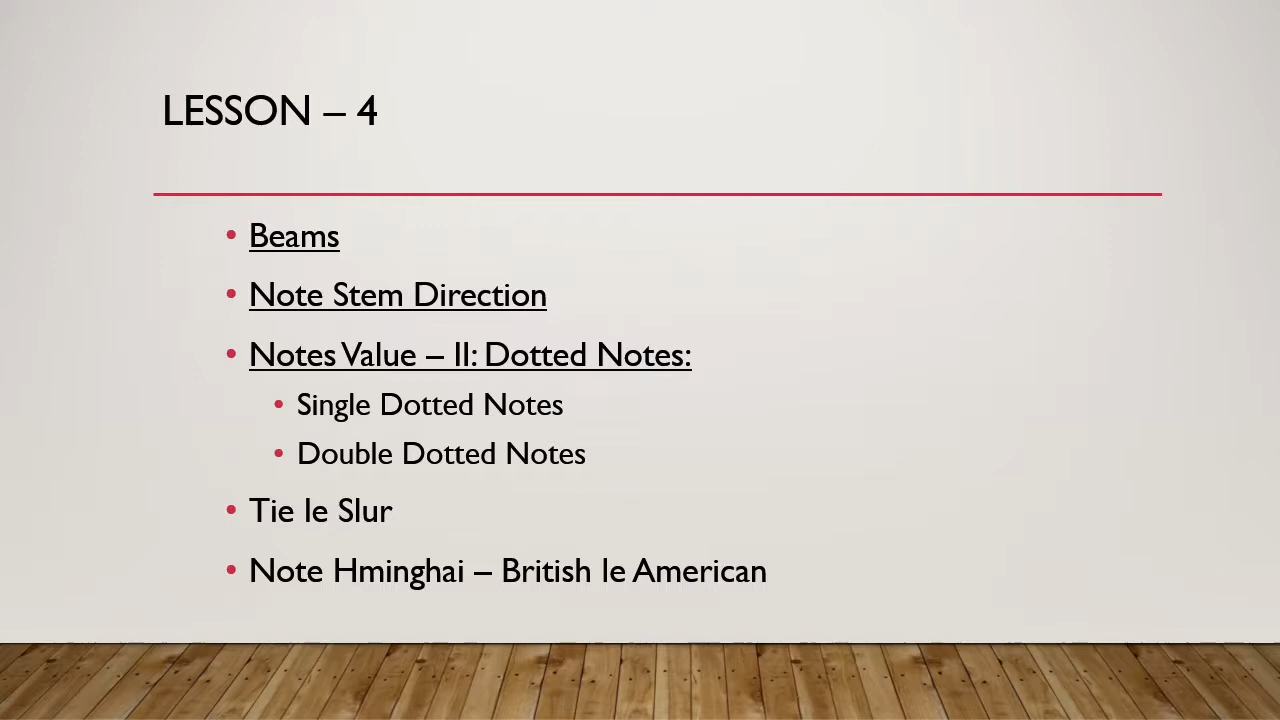 LESSON – 4
• Beams
• Note Stem Direction
• Notes Value – II: Dotted Notes:
• Single Dotted Notes
• Double Dotted Notes
• Tie le Slur
• Note Hminghai – British le American